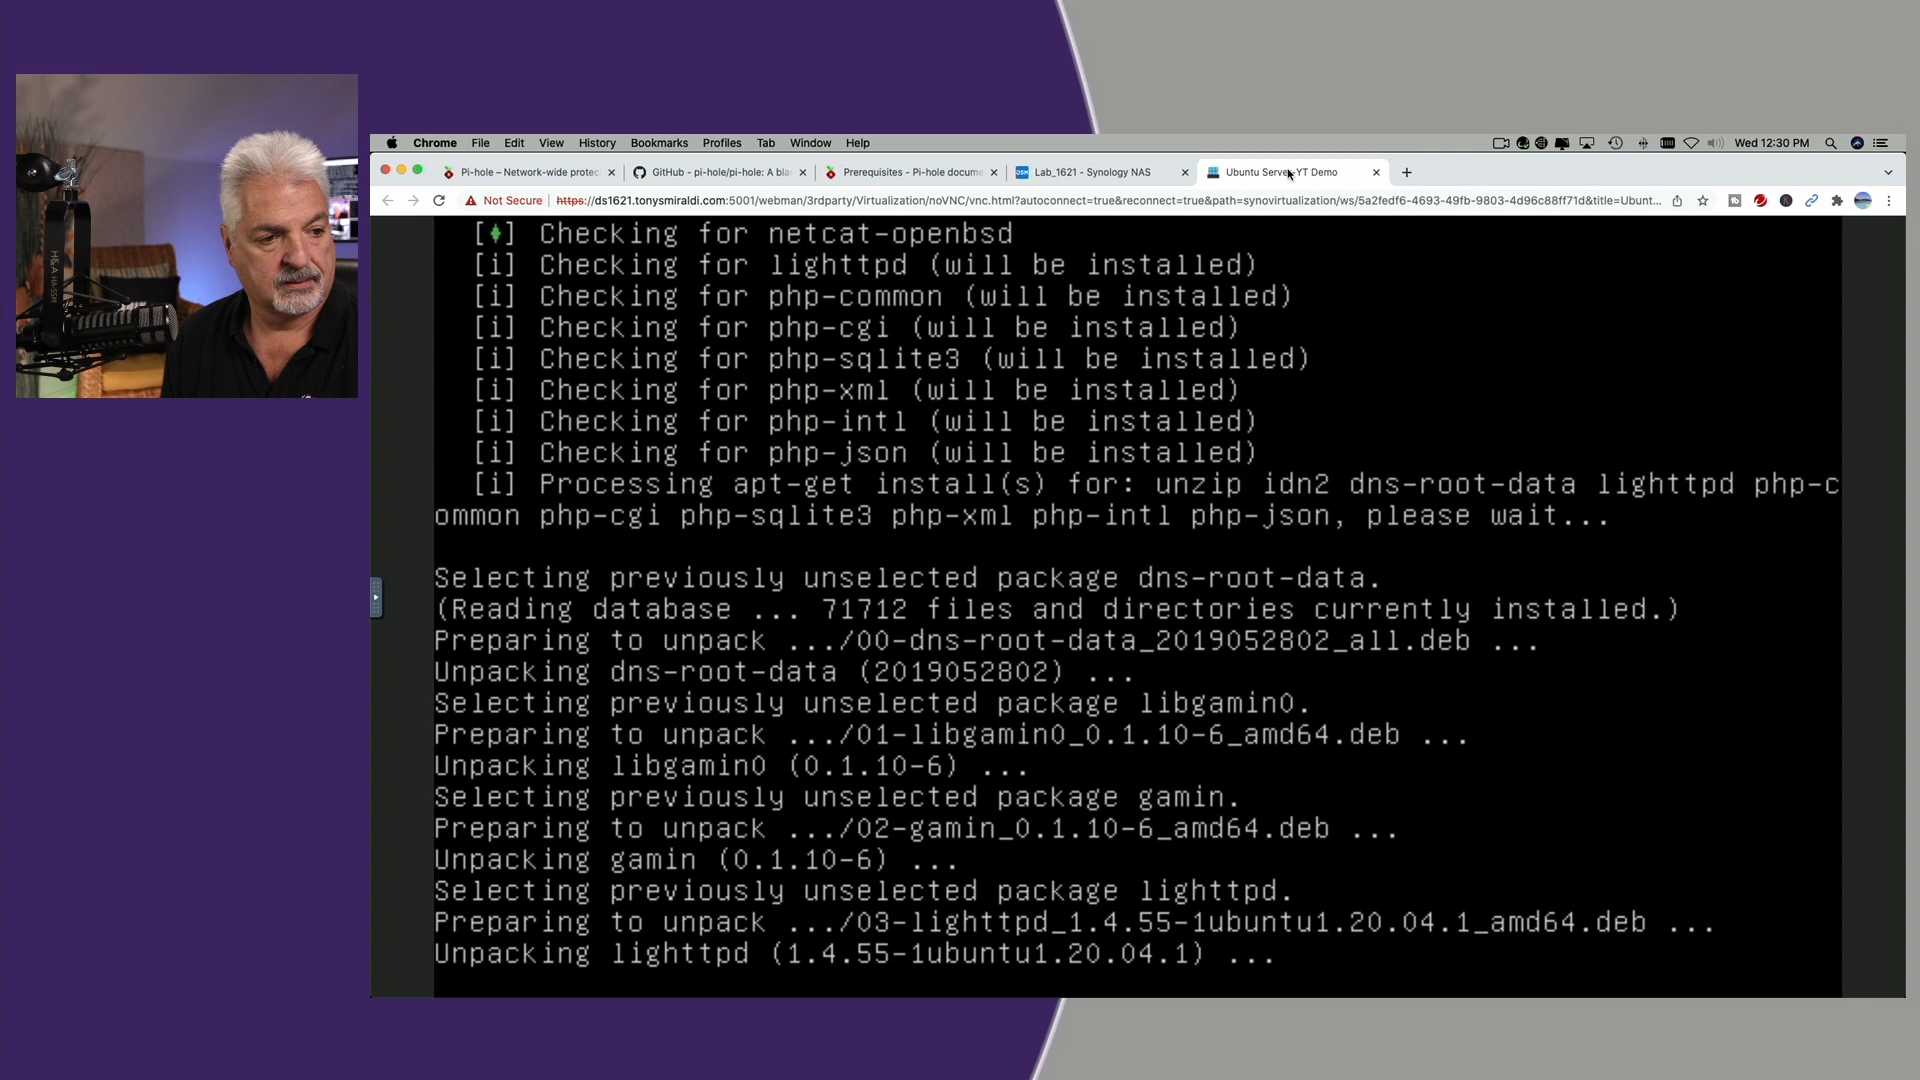 Chrome File Edit View History Bookmarks Profiles Tab Window Help Wed 12:30 PM
Pi-hole – Network-wide protec GitHub - pi-hole/pi-hole: A bla Prerequisites - Pi-hole docume Lab_1621 - Synology NAS Ubuntu Server-YT Demo
Not Secure https://ds1621.tonysmiraldi.com:5001/webman/3rdparty/Virtualization/noVNC/vnc.html?autoconnect=true&reconnect=true&path=synovirtualization/ws/5a2fedf6-4693-49fb-9803-4d96c88ff71d&title=Ubunt...
[♦] Checking for netcat-openbsd
[i] Checking for lighttpd (will be installed)
[i] Checking for php-common (will be installed)
[i] Checking for php-cgi (will be installed)
[i] Checking for php-sqlite3 (will be installed)
[i] Checking for php-xml (will be installed)
[i] Checking for php-intl (will be installed)
[i] Checking for php-json (will be installed)
[i] Processing apt-get install(s) for: unzip idn2 dns-root-data lighttpd php-c
ommon php-cgi php-sqlite3 php-xml php-intl php-json, please wait...
Selecting previously unselected package dns-root-data.
(Reading database ... 71712 files and directories currently installed.)
Preparing to unpack .../00-dns-root-data_2019052802_all.deb ...
Unpacking dns-root-data (2019052802) ...
Selecting previously unselected package libgamin0.
Preparing to unpack .../01-libgamin0_0.1.10-6_amd64.deb ...
Unpacking libgamin0 (0.1.10-6) ...
Selecting previously unselected package gamin.
Preparing to unpack .../02-gamin_0.1.10-6_amd64.deb ...
Unpacking gamin (0.1.10-6) ...
Selecting previously unselected package lighttpd.
Preparing to unpack .../03-lighttpd_1.4.55-1ubuntu1.20.04.1_amd64.deb ...
Unpacking lighttpd (1.4.55-1ubuntu1.20.04.1) ...